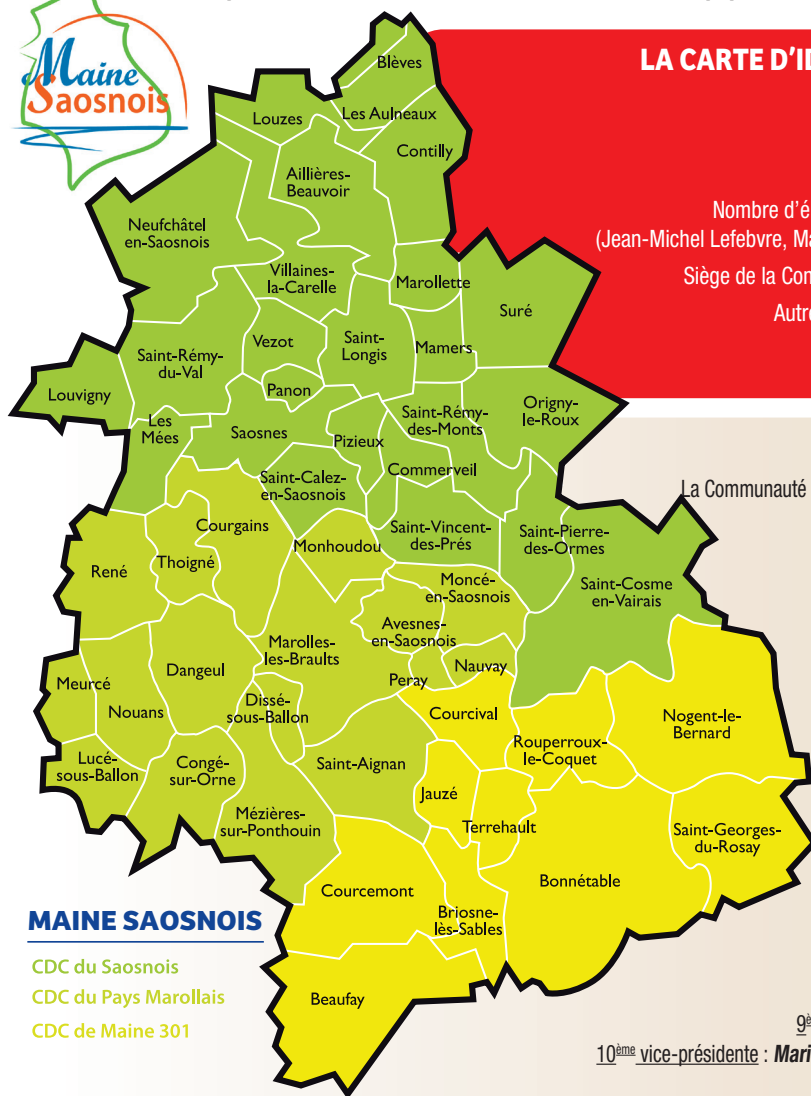 Maine
Saosnois
LA CARTE D'I
Nombre d'é
(Jean-Michel Lefebvre, Ma
Siège de la Con
Autre
La Communauté
Blèves
Les Aulneaux
Louzes
Contilly
Aillières-
Beauvoir
Neufchâtel
en-Saosnois
Villaines-
la-Carelle
Marollette
Suré
Saint-Rémy-
du-Val
Vezot
Saint-
Longis
Mamers
Louvigny
Panon
Les
Mées
Saosnes
Pizieux
Saint-Rémy-
des-Monts
Origny-
le-Roux
Saint-Calez-
en-Saosnois
Commerveil
Courgains
Saint-Vincent-
des-Prés
Saint-Pierre-
des-Ormes
René
Thoigné
Monhoudou
Moncé-
en-Saosnois
Saint-Cosme
en-Vairais
Avesnes-
en-Saosnois
Marolles-
les-Braults
Meurcé
Dangeul
Peray
Nauvay
Nouans
Dissé-
sous-Ballon
Courcival
Nogent-le-
Bernard
Rouperroux-
le-Coquet
Lucé-
sous-Ballon
Congé-
sur-Orne
Saint-Aignan
Jauzé
Mézières-
sur-Ponthouin
Terrehault
Saint-Georges-
du-Rosay
Courcemont
Bonnétable
Briosne-
lès-Sables
Beaufay
MAINE SAOSNOIS
CDC du Saosnois
CDC du Pays Marollais
CDC de Maine 301
9è
10ème vice-présidente : Mari